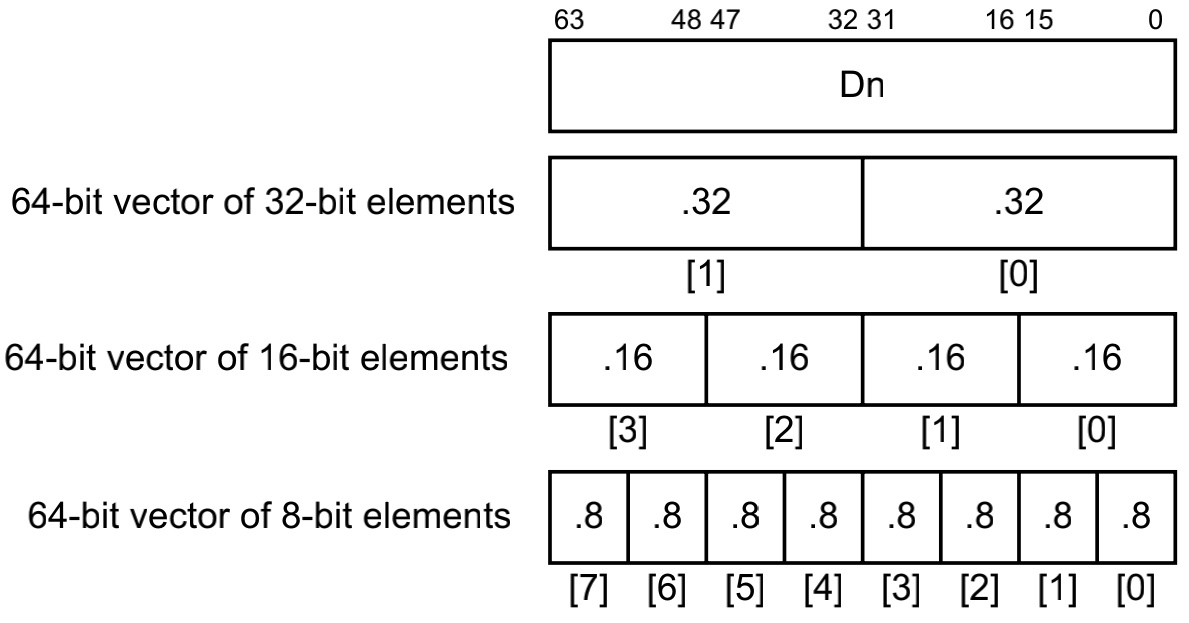 63 48 47 32 31 16 15 0
Dn
64-bit vector of 32-bit elements .32 .32
[1] [0]
64-bit vector of 16-bit elements .16 .16 .16 .16
[3] [2] [1] [0]
64-bit vector of 8-bit elements .8 .8 .8 .8 .8 .8 .8 .8
[7] [6] [5] [4] [3] [2] [1] [0]